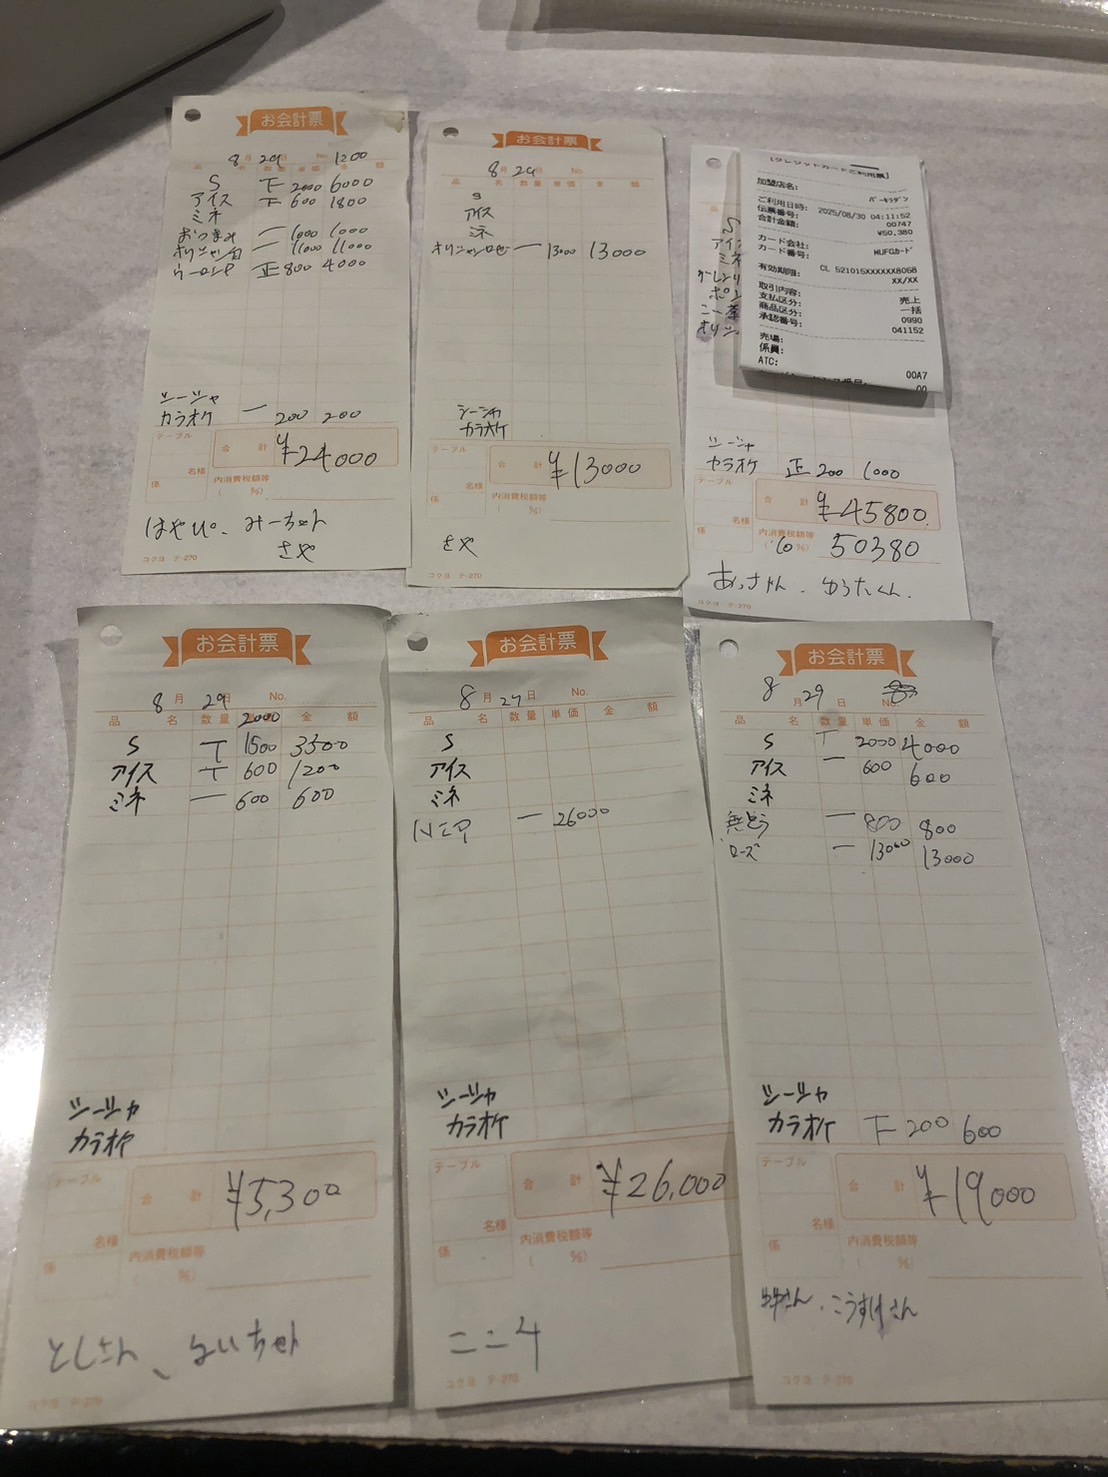 お会計票
8月29日 No. 1200
品名 数量 単価 金額
S 下 2000 6000
アイス 下 600 1800
ミネ
おつまみ 一 1000 1000
オリシャン白 一 11000 11000
ウーロンP 正 800 4000
シーシャ
カラオケ 一 200 200
テーブル
合計 ¥24000
名様
係
内消費税額等
( %)
はやぴ、みーちゃん
さや
コクヨ テ-270
お会計票
8月29日 No.
品名 数量 単価 金額
S
アイス
ミネ
オリシャンロゼ 一 13000 13000
シーシャ
カラオケ
テーブル
合計 ¥13000
名様
係
内消費税額等
( %)
さや
コクヨ テ-270
S
アイ
ミネ
ポン
オリシ
(クレジットカードご利用票)
加盟店名:
バーキラデン
ご利用日時: 2025/08/30 04:11:52
伝票番号: 00747
合計金額: ¥50,380
カード会社: MUFGカード
カード番号:
CL 521015XXXXXX8068
有効期限: XX/XX
取引内容: 売上
支払区分: 一括
商品区分: 0990
承認番号: 041152
売場:
係員:
ATC: 00A7
00
シーシャ
カラオケ 正 200 1000
テーブル
合計 ¥45800
名様
係
内消費税額等
(10%) 50380
あっちゃん、ゆうたくん
コクヨ テ-270
お会計票
8月29日 No.
品名 数量 2000 金額
S T 1500 3500
アイス T 600 1200
ミネ 一 600 600
シーシャ
カラオケ
テーブル
合計 ¥5,300
名様
係
内消費税額等
( %)
としさん、るいちゃん
コクヨ テ-270
お会計票
8月29日 No.
品名 数量 単価 金額
S
アイス
ミネ
一 26000
シーシャ
カラオケ
テーブル
合計 ¥26,000
名様
係
内消費税額等
( %)
ここ
コクヨ テ-270
お会計票
8月29日 No.
品名 数量 単価 金額
S T 2000 4000
アイス 一 600 600
ミネ
無とう 一 800 800
ローズ 一 13000 13000
シーシャ
カラオケ 下 200 600
テーブル
合計 ¥19000
名様
係
内消費税額等
( %)
さん、こうすけさん
コクヨ テ-270